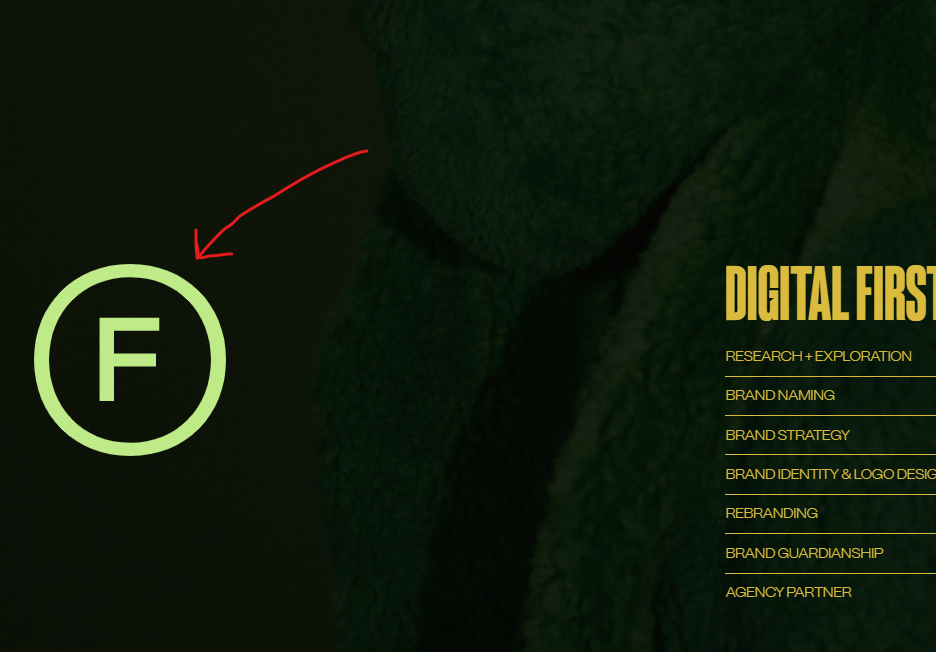 F
DIGITAL FIRST
RESEARCH + EXPLORATION
BRAND NAMING
BRAND STRATEGY
BRAND IDENTITY & LOGO DESIG
REBRANDING
BRAND GUARDIANSHIP
AGENCY PARTNER